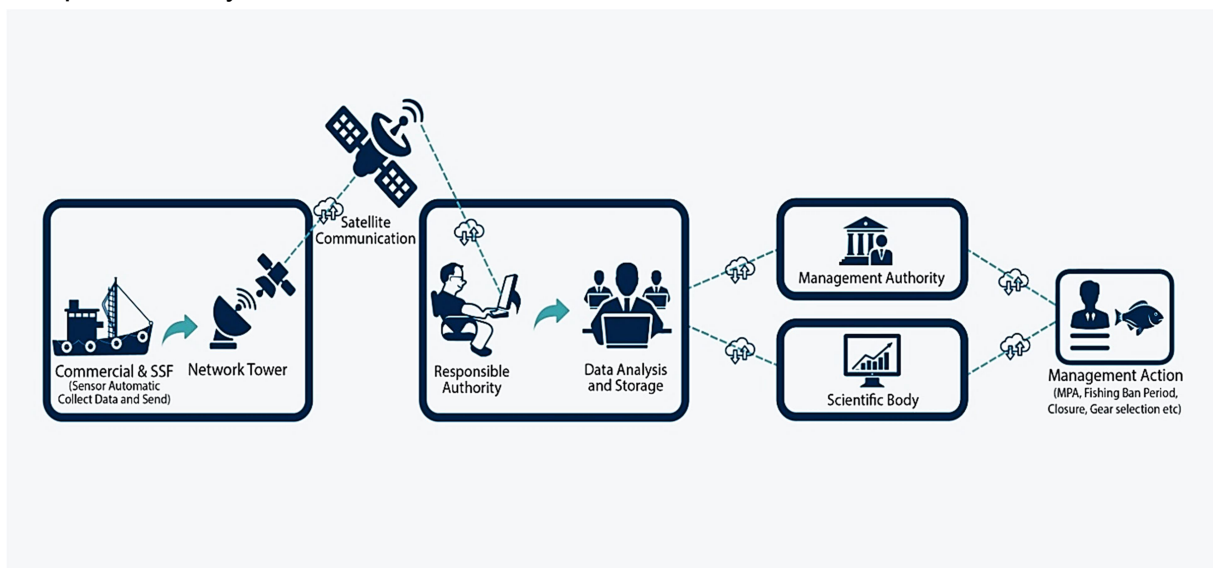 Satellite
Communication
Commercial & SSF
(Sensor Automatic
Collect Data and Send)
Network Tower
Responsible
Authority
Data Analysis
and Storage
Management Authority
Scientific Body
Management Action
(MPA, Fishing Ban Period,
Closure, Gear selection etc)